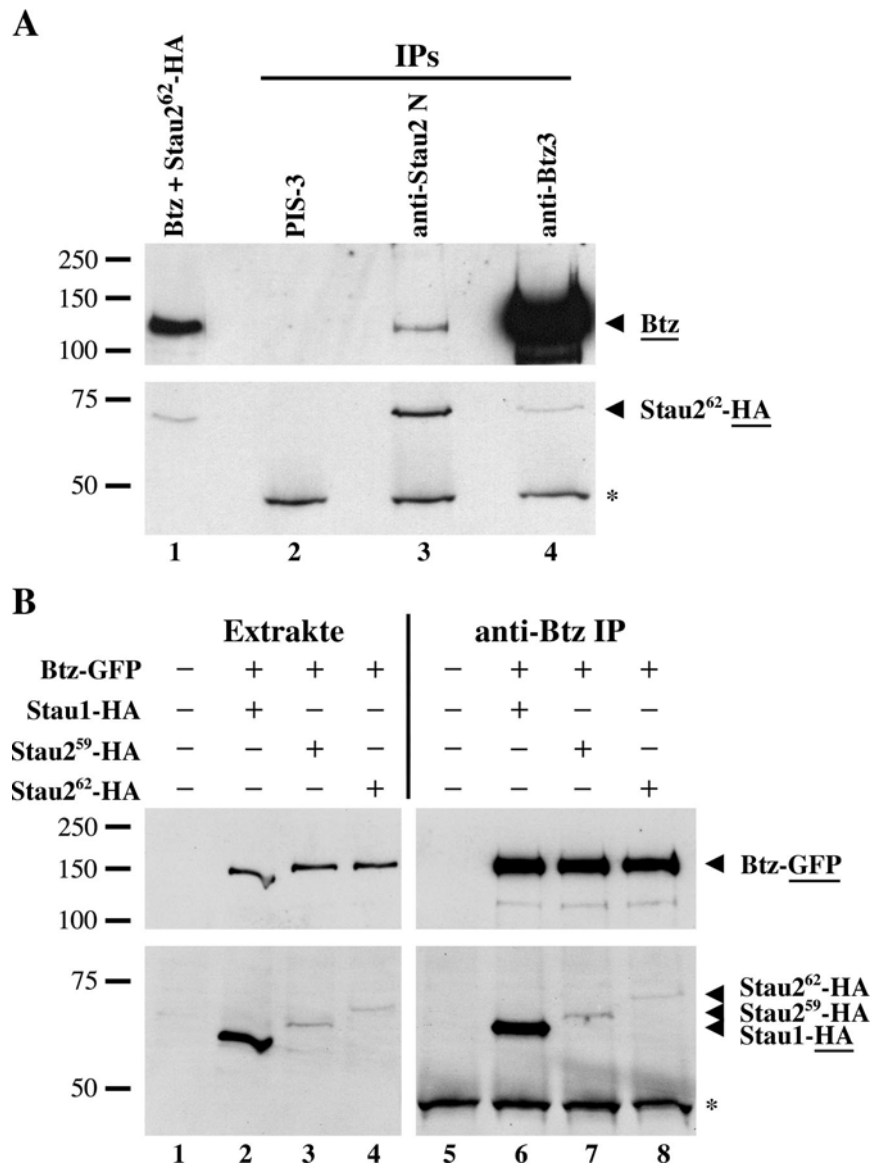 A
IPs
Btz + Stau2⁶²-HA
PIS-3
anti-Stau2 N
anti-Btz3
250
150
100
Btz
75
50
Stau2⁶²-HA
*
1 2 3 4
B
Extrakte anti-Btz IP
Btz-GFP − + + + − + + +
Stau1-HA − + − − − + − −
Stau2⁵⁹-HA − − + − − − + −
Stau2⁶²-HA − − − + − − − +
250
150
100
Btz-GFP
75
50
Stau2⁶²-HA
Stau2⁵⁹-HA
Stau1-HA
*
1 2 3 4 5 6 7 8